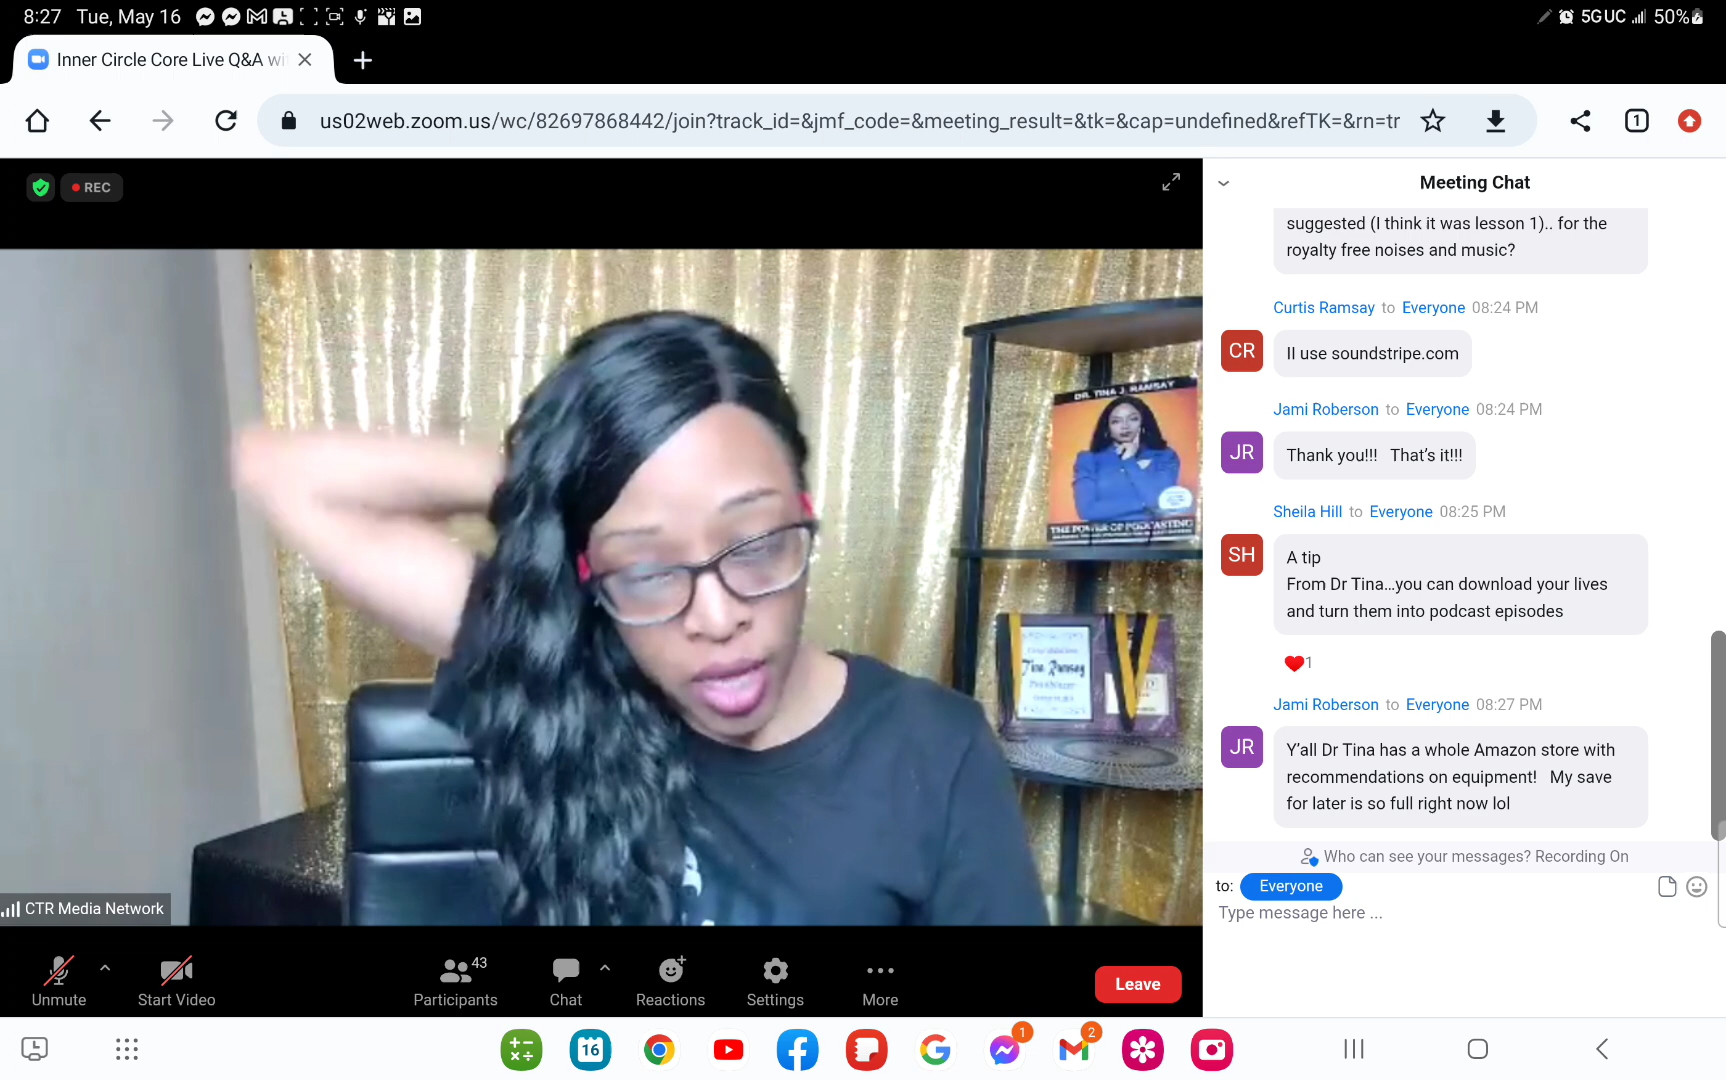 8:27 Tue, May 16
5GUC 50%
Inner Circle Core Live Q&A wi
us02web.zoom.us/wc/82697868442/join?track_id=&jmf_code=&meeting_result=&tk=&cap=undefined&refTK=&rn=tr
1
REC
Meeting Chat
suggested (I think it was lesson 1).. for the
royalty free noises and music?
Curtis Ramsay to Everyone 08:24 PM
CR
II use soundstripe.com
Jami Roberson to Everyone 08:24 PM
JR
Thank you!!! That’s it!!!
Sheila Hill to Everyone 08:25 PM
SH
A tip
From Dr Tina...you can download your lives
and turn them into podcast episodes
1
Jami Roberson to Everyone 08:27 PM
JR
Y’all Dr Tina has a whole Amazon store with
recommendations on equipment! My save
for later is so full right now lol
Who can see your messages? Recording On
to: Everyone
Type message here ...
DR. TINA J. RAMSAY
THE POWER OF PODCASTING
Tina Ramsay
CTR Media Network
Unmute
Start Video
43
Participants
Chat
Reactions
Settings
More
Leave
16
1
2